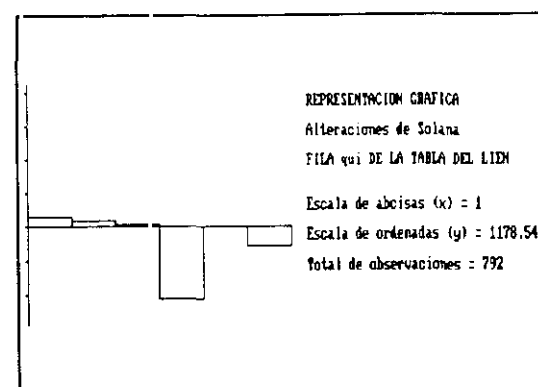 REPRESENTACION GRAFICA
Alteraciones de Solana
FILA qui DE LA TABLA DEL LIEM
Escala de abcisas (x) = 1
Escala de ordenadas (y) = 1178.54
Total de observaciones = 792